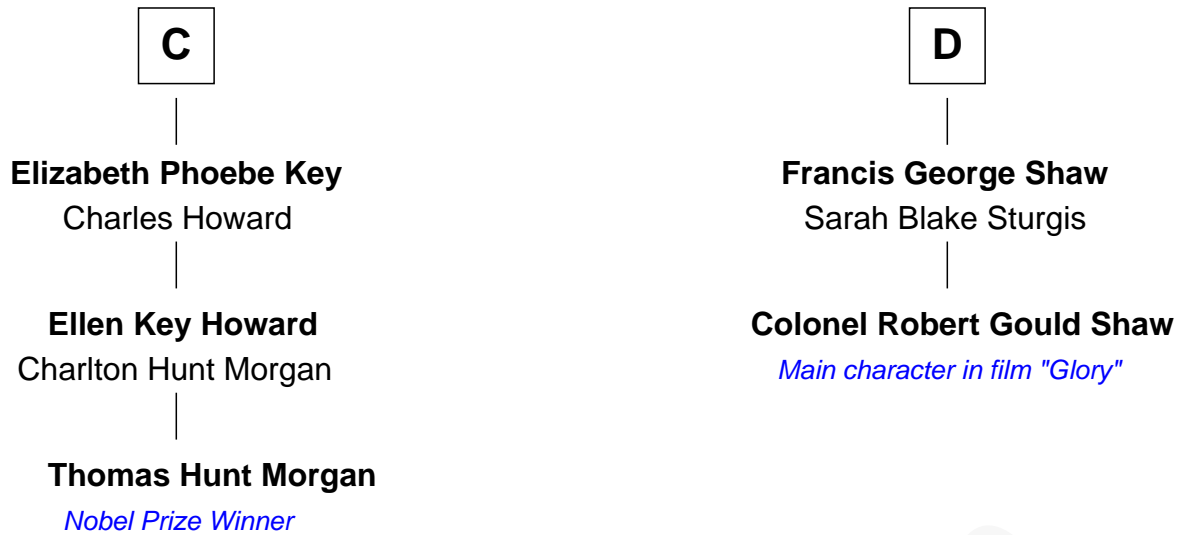 C
Elizabeth Phoebe Key
Charles Howard
Ellen Key Howard
Charlton Hunt Morgan
Thomas Hunt Morgan
Nobel Prize Winner
D
Francis George Shaw
Sarah Blake Sturgis
Colonel Robert Gould Shaw
Main character in film "Glory"